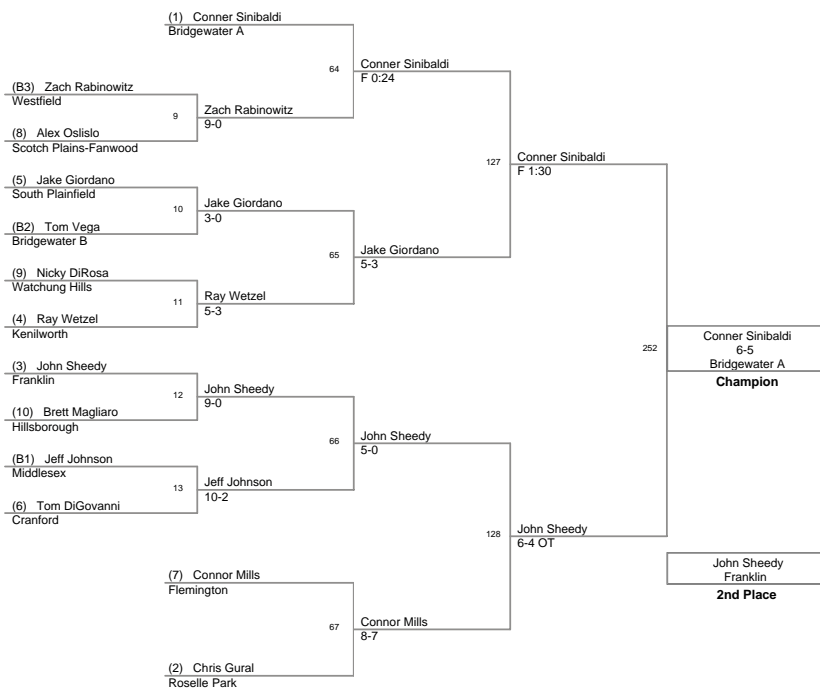 (1) Conner Sinibaldi
Bridgewater A
64
Conner Sinibaldi
F 0:24
(B3) Zach Rabinowitz
Westfield
9
Zach Rabinowitz
9-0
(8) Alex Oslislo
Scotch Plains-Fanwood
127
Conner Sinibaldi
F 1:30
(5) Jake Giordano
South Plainfield
10
Jake Giordano
3-0
(B2) Tom Vega
Bridgewater B
65
Jake Giordano
5-3
(9) Nicky DiRosa
Watchung Hills
11
Ray Wetzel
5-3
(4) Ray Wetzel
Kenilworth
252
Conner Sinibaldi
6-5
Bridgewater A
Champion
(3) John Sheedy
Franklin
12
John Sheedy
9-0
(10) Brett Magliaro
Hillsborough
66
John Sheedy
5-0
(B1) Jeff Johnson
Middlesex
13
Jeff Johnson
10-2
(6) Tom DiGovanni
Cranford
128
John Sheedy
6-4 OT
John Sheedy
Franklin
2nd Place
(7) Connor Mills
Flemington
67
Connor Mills
8-7
(2) Chris Gural
Roselle Park